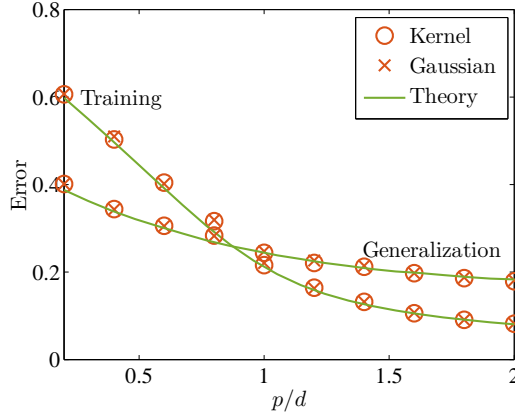 0.8
Kernel
Gaussian
Theory
Training
0.6
Error
0.4
Generalization
0.2
0
0.5
1
1.5
2
p/d